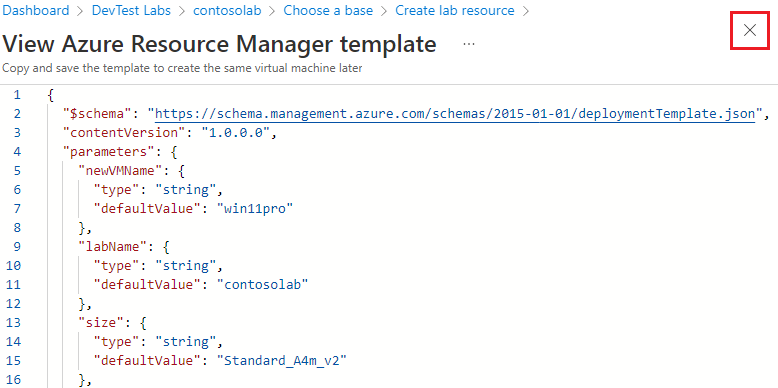 Dashboard > DevTest Labs > contosolab > Choose a base > Create lab resource >
View Azure Resource Manager template ...
Copy and save the template to create the same virtual machine later
1 {
2 "$schema": "https://schema.management.azure.com/schemas/2015-01-01/deploymentTemplate.json",
3 "contentVersion": "1.0.0.0",
4 "parameters": {
5 "newVMName": {
6 "type": "string",
7 "defaultValue": "win11pro"
8 },
9 "labName": {
10 "type": "string",
11 "defaultValue": "contosolab"
12 },
13 "size": {
14 "type": "string",
15 "defaultValue": "Standard_A4m_v2"
16 },